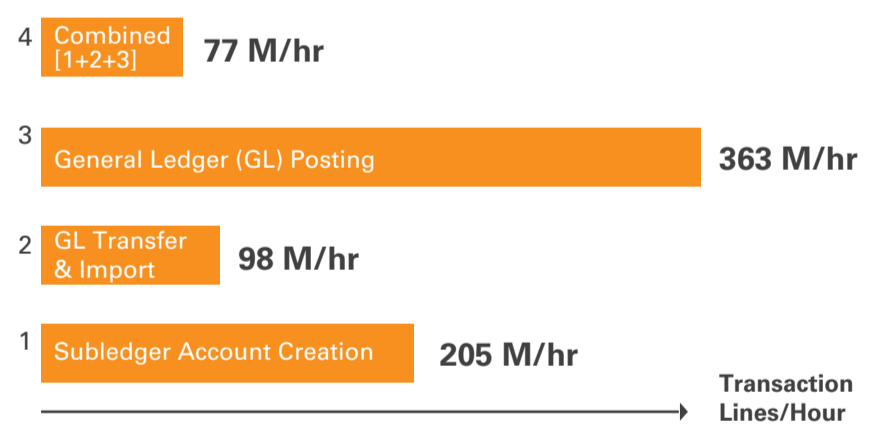 4
Combined
[1+2+3]
77 M/hr
3
General Ledger (GL) Posting
363 M/hr
2
GL Transfer
& Import
98 M/hr
1
Subledger Account Creation
205 M/hr
Transaction
Lines/Hour